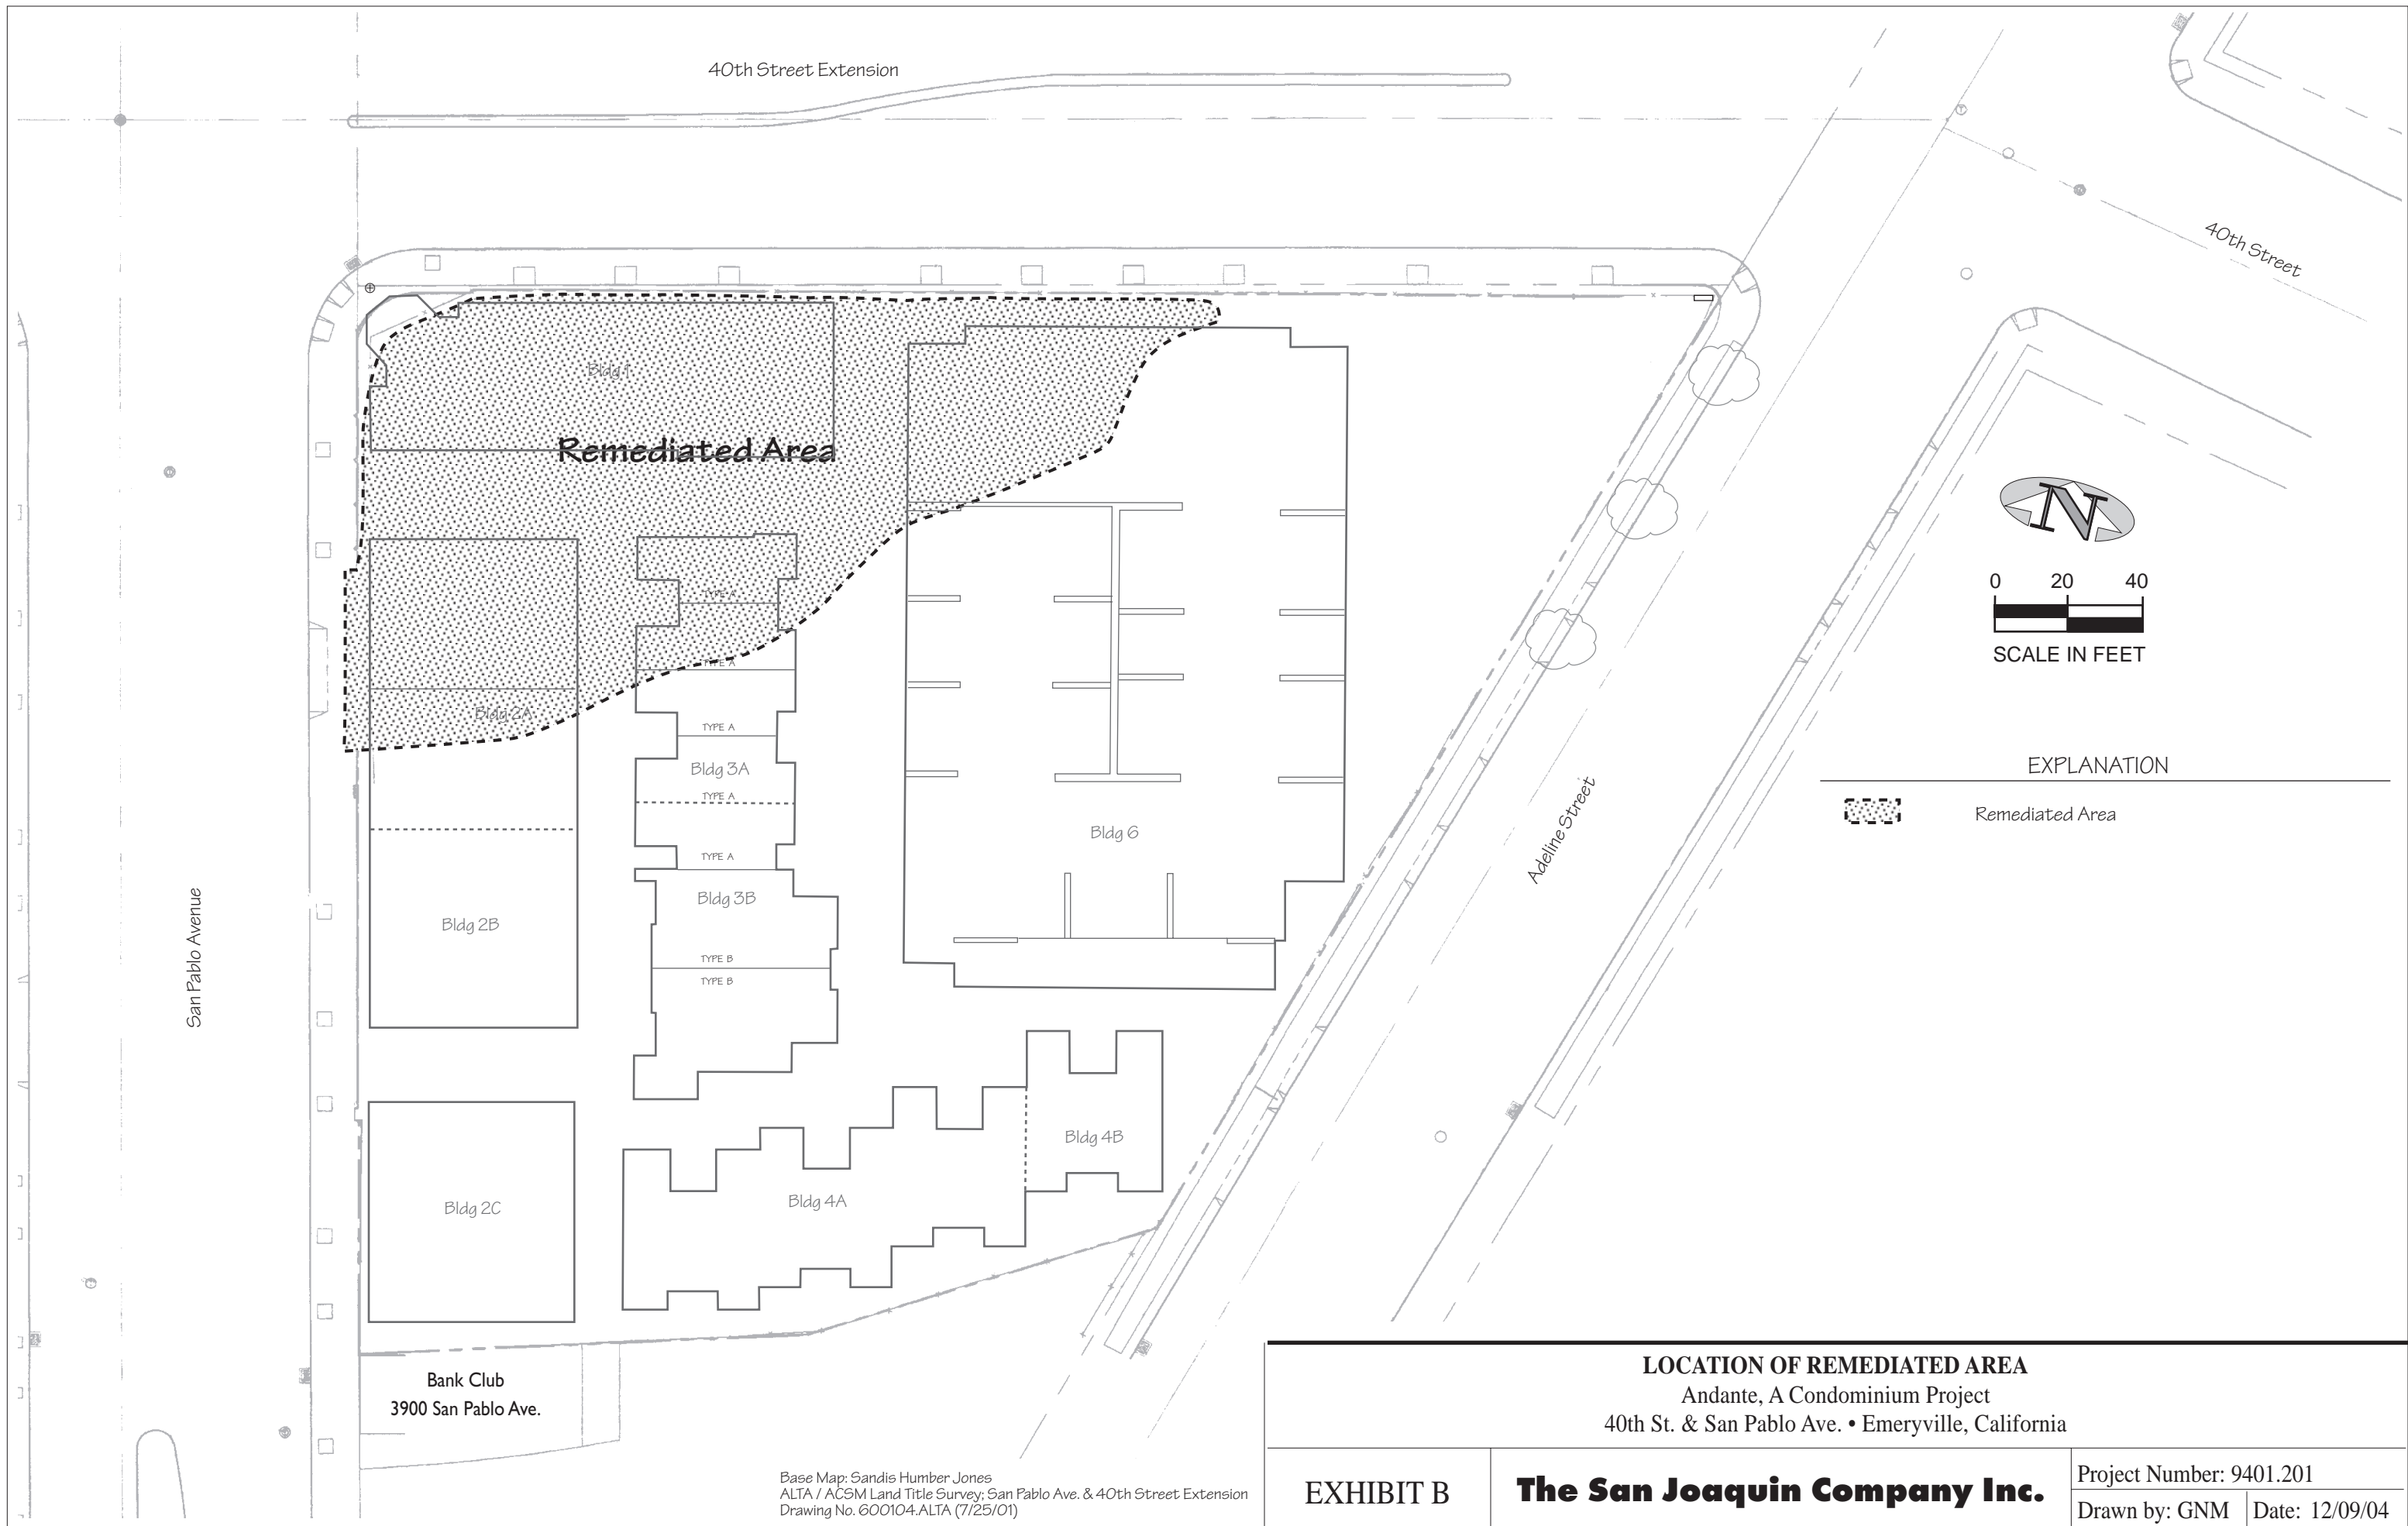 40th Street Extension
40th Street
Bldg 1
Remediated Area
N
0 20 40
SCALE IN FEET
TYPE A
TYPE A
Bldg 2A
TYPE A
Bldg 3A
TYPE A
EXPLANATION
Remediated Area
Bldg 6
Adeline Street
TYPE A
Bldg 3B
Bldg 2B
San Pablo Avenue
TYPE B
TYPE B
Bldg 4B
Bldg 4A
Bldg 2C
Bank Club
3900 San Pablo Ave.
Base Map: Sandis Humber Jones
ALTA / ACSM Land Title Survey; San Pablo Ave. & 40th Street Extension
Drawing No. 600104.ALTA (7/25/01)
LOCATION OF REMEDIATED AREA
Andante, A Condominium Project
40th St. & San Pablo Ave. • Emeryville, California
EXHIBIT B
The San Joaquin Company Inc.
Project Number: 9401.201
Drawn by: GNM
Date: 12/09/04